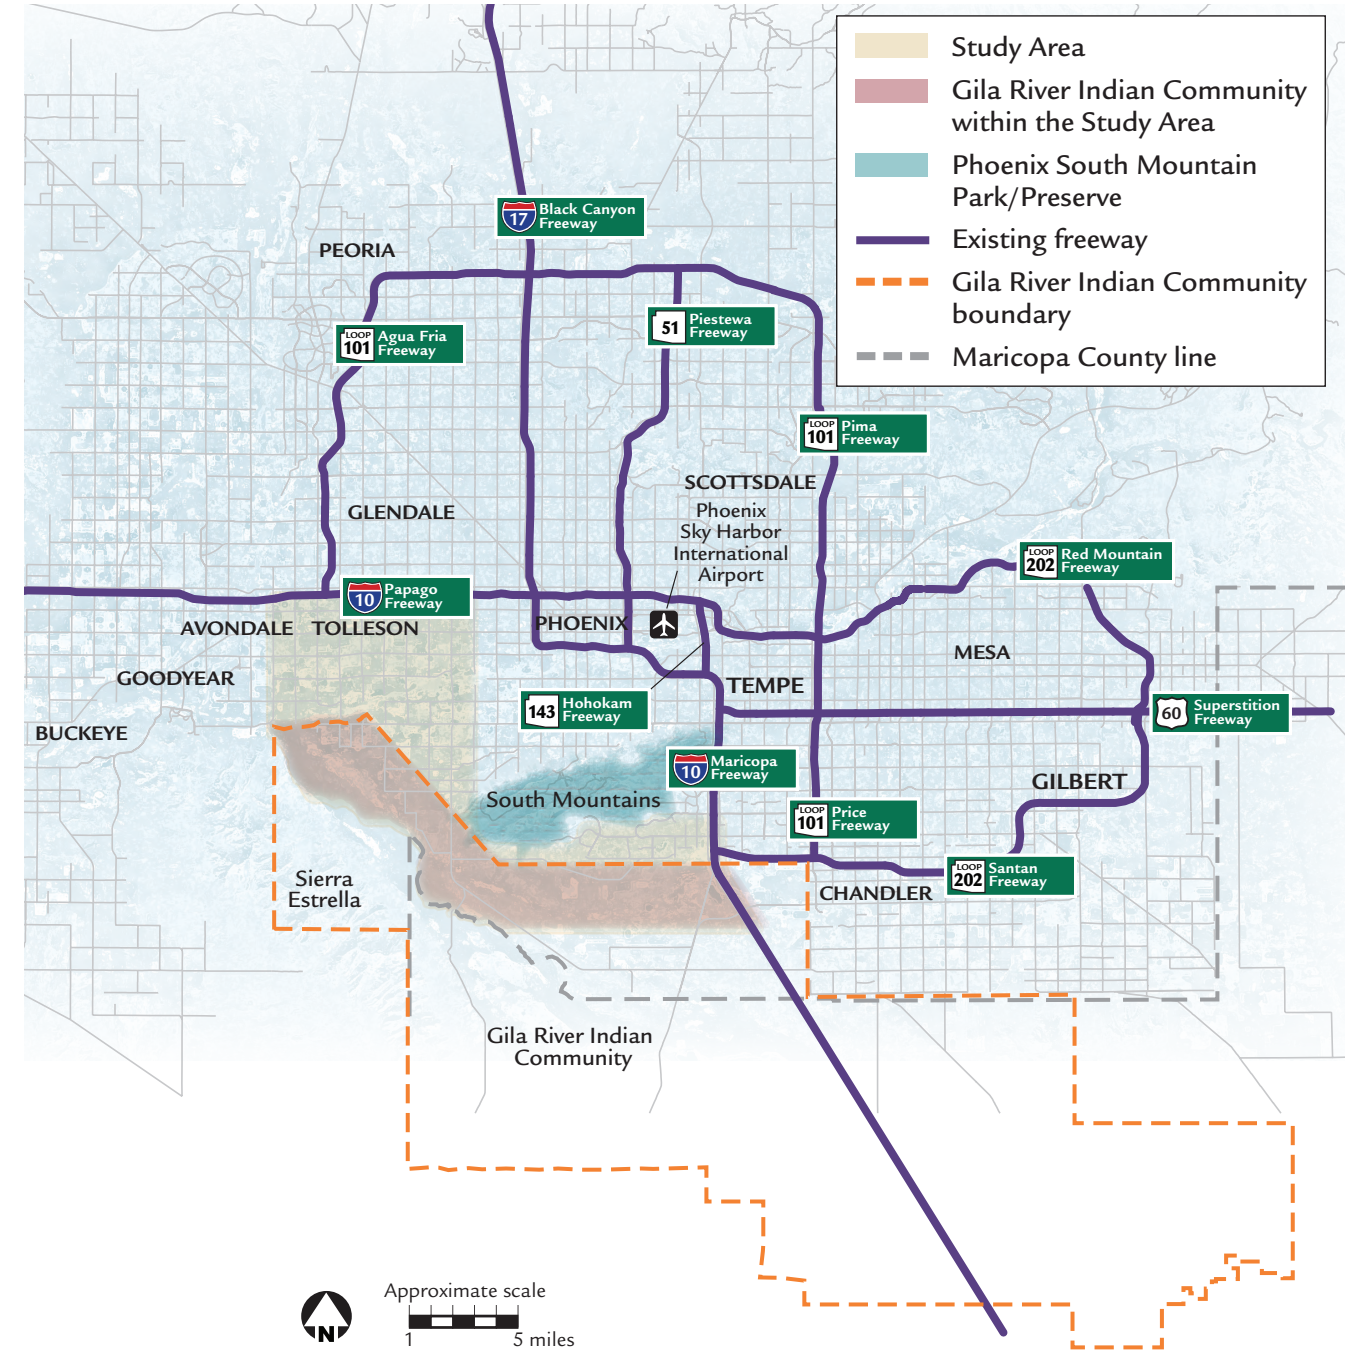 Study Area
Gila River Indian Community
within the Study Area
Phoenix South Mountain
Park/Preserve
Existing freeway
Gila River Indian Community
boundary
Maricopa County line
17
Black Canyon
Freeway
PEORIA
LOOP
101
Agua Fria
Freeway
51
Piestewa
Freeway
LOOP
101
Pima
Freeway
SCOTTSDALE
Phoenix
Sky Harbor
International
Airport
GLENDALE
LOOP
202
Red Mountain
Freeway
10
Papago
Freeway
AVONDALE
TOLLESON
PHOENIX
MESA
GOODYEAR
TEMPE
143
Hohokam
Freeway
60
Superstition
Freeway
BUCKEYE
10
Maricopa
Freeway
GILBERT
South Mountains
LOOP
101
Price
Freeway
LOOP
202
Santan
Freeway
CHANDLER
Sierra
Estrella
Gila River Indian
Community
Approximate scale
1
5 miles
N